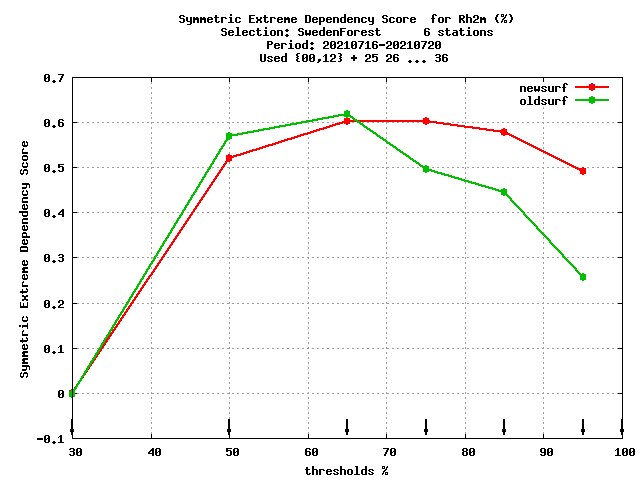 Symmetric Extreme Dependency Score  for Rh2m (%)
Selection: SwedenForest      6 stations
Period: 20210716-20210720
Used {00,12} + 25 26 ... 36
newsurf
oldsurf
Symmetric Extreme Dependency Score
0.7
0.6
0.5
0.4
0.3
0.2
0.1
0
-0.1
30 40 50 60 70 80 90 100
thresholds %